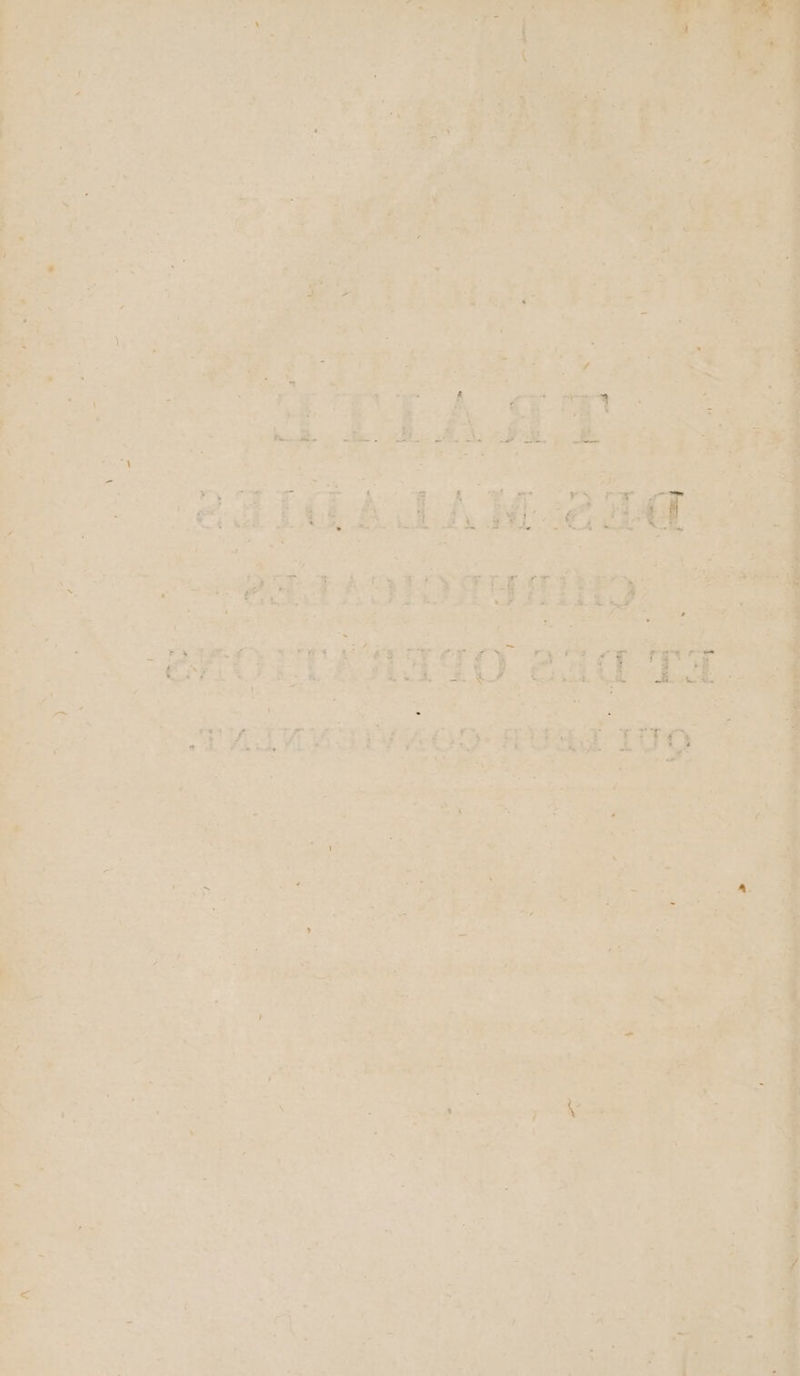 TRAITÉ
DES MALADIES
CHIRURGICALES
ET DES OPÉRATIONS
QUI LEUR CONVIENNENT.